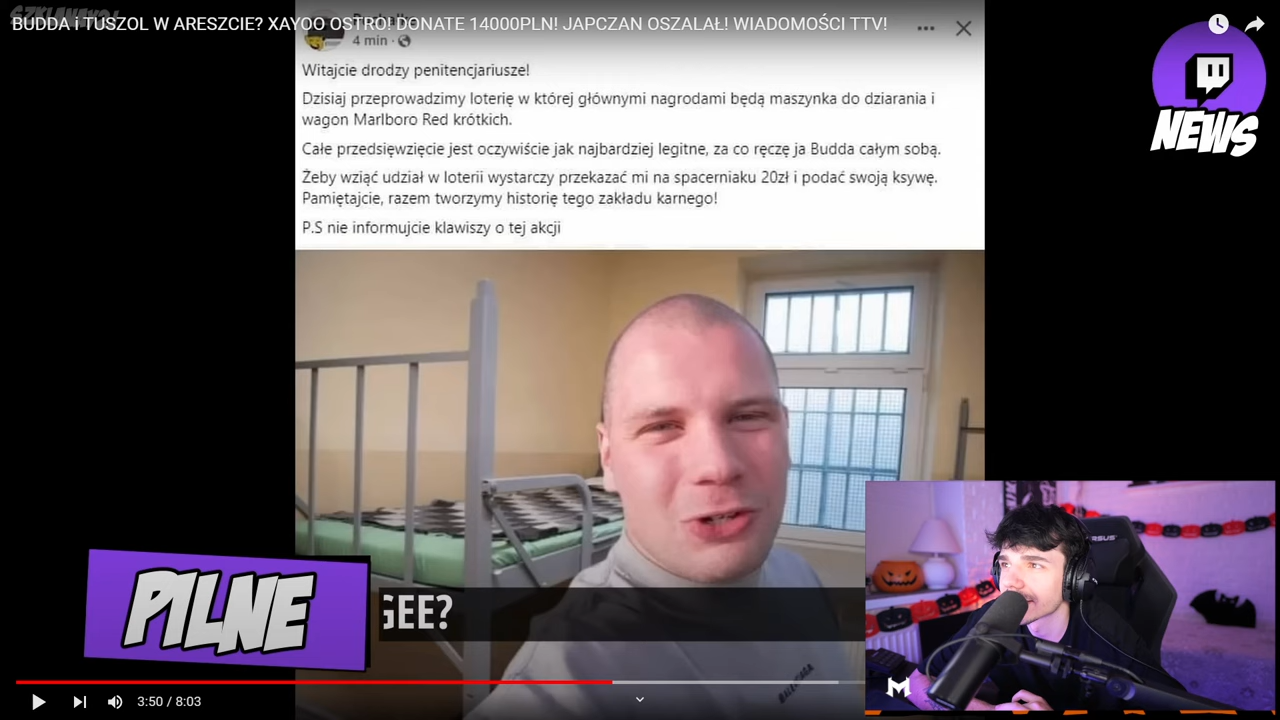 BUDDA i TUSZOL W ARESZCIE? XAYOO OSTRO! DONATE 14000PLN! JAPCZAN OSZALAŁ! WIADOMOŚCI TTV!
4 min
Witajcie drodzy penitencjariusze!
Dzisiaj przeprowadzimy loterię w której głównymi nagrodami będą maszynka do dziarania i
wagon Marlboro Red krótkich.
Całe przedsięwzięcie jest oczywiście jak najbardziej legitne, za co ręczę ja Budda całym sobą.
Żeby wziąć udział w loterii wystarczy przekazać mi na spacerniaku 20zł i podać swoją ksywę.
Pamiętajcie, razem tworzymy historię tego zakładu karnego!
P.S nie informujcie klawiszy o tej akcji
NEWS
PILNE
GEE?
BALENCIAGA
M
3:50 / 8:03